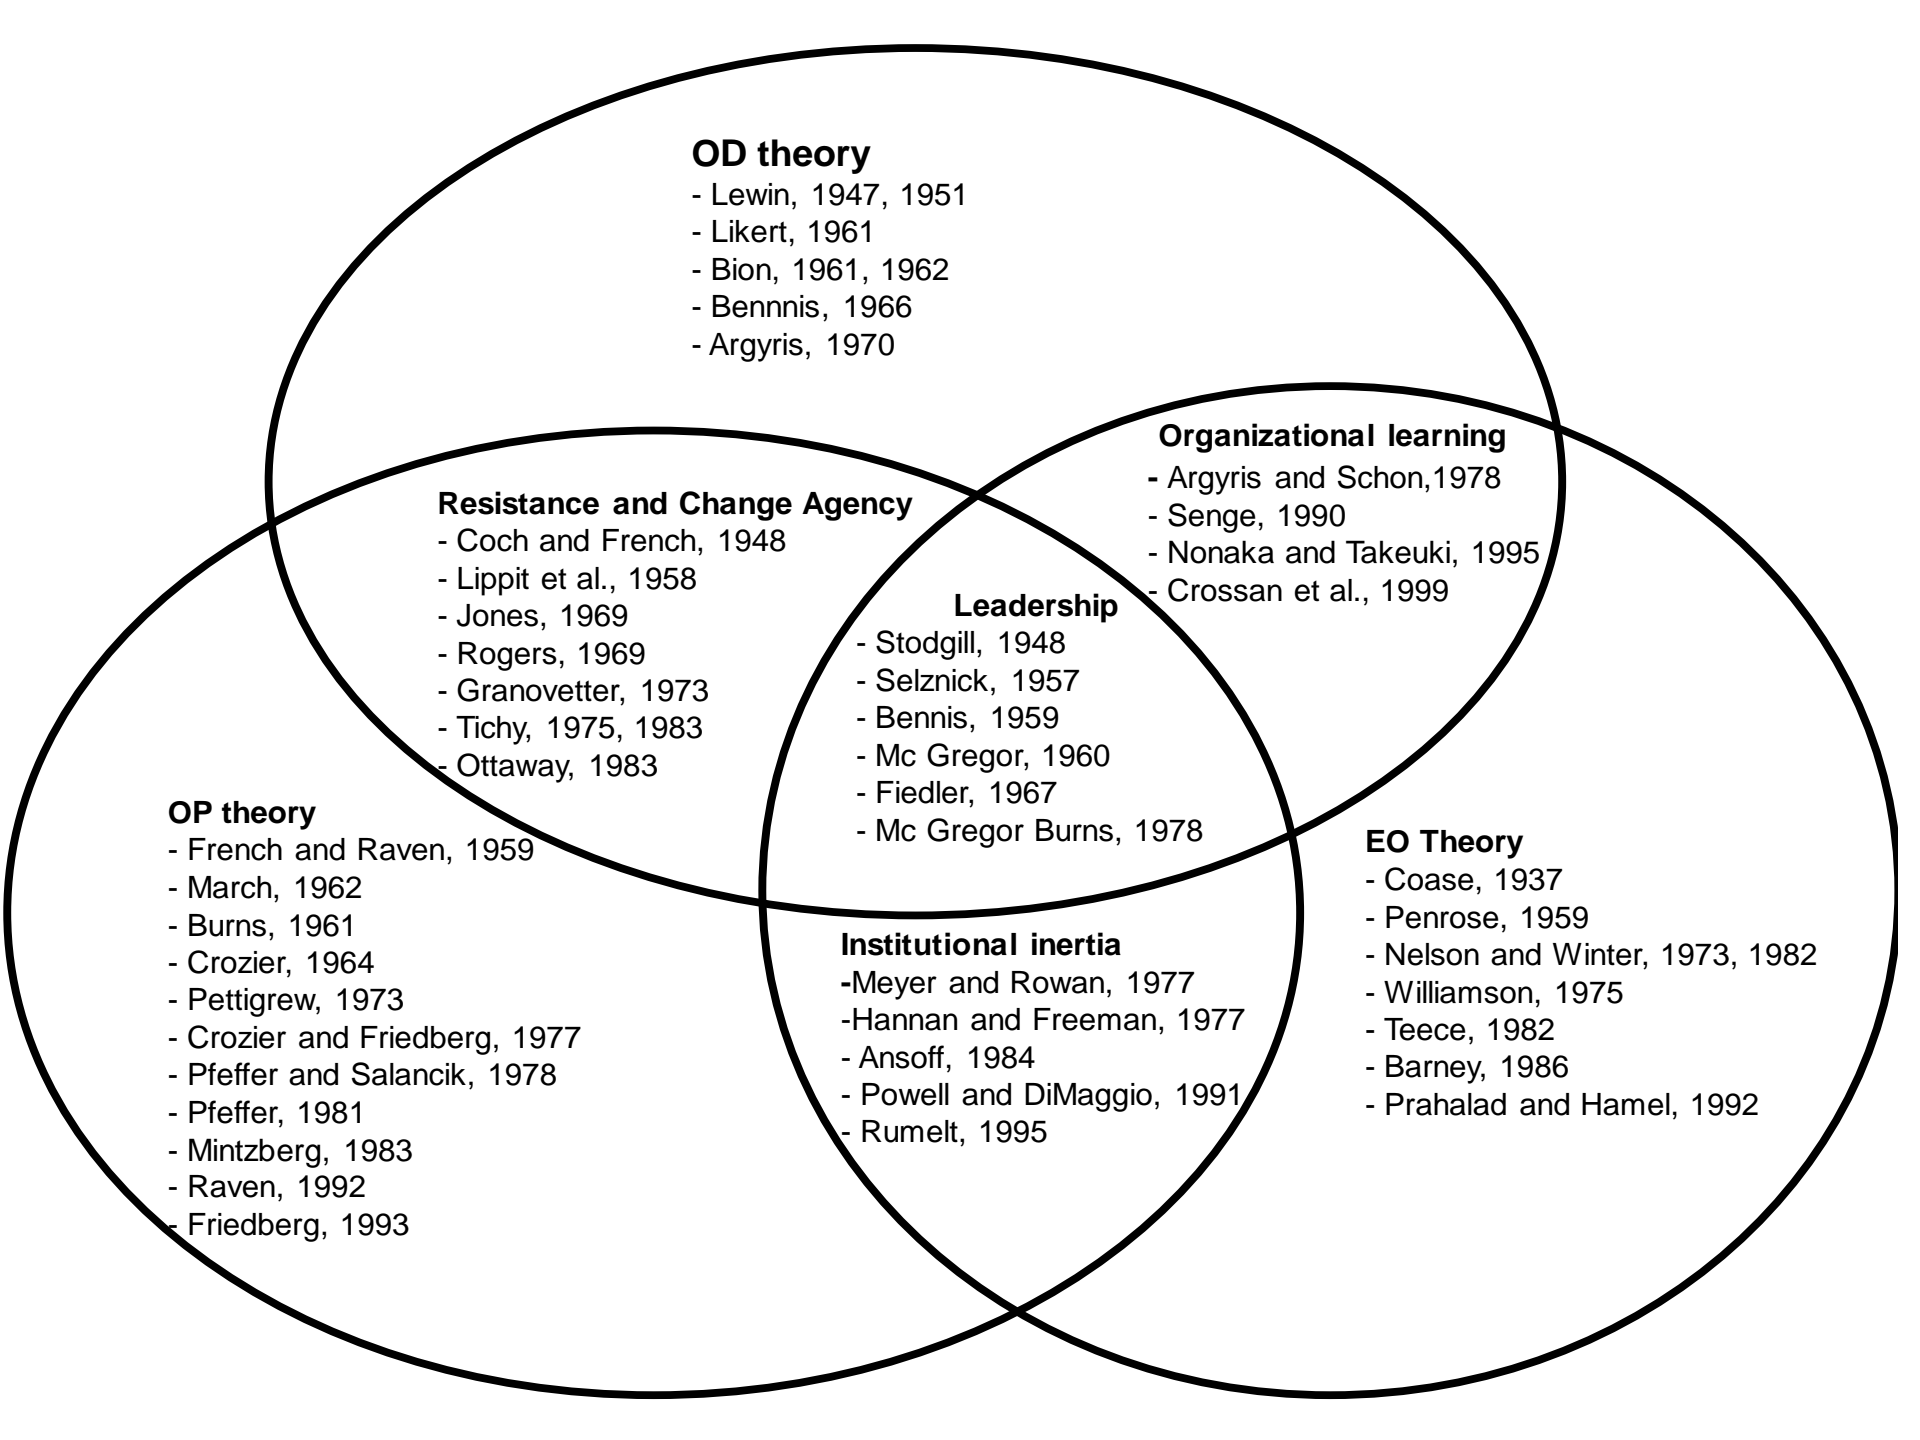 OD theory
- Lewin, 1947, 1951
- Likert, 1961
- Bion, 1961, 1962
- Bennnis, 1966
- Argyris, 1970
Organizational learning
- Argyris and Schon,1978
- Senge, 1990
- Nonaka and Takeuki, 1995
- Crossan et al., 1999
Resistance and Change Agency
- Coch and French, 1948
- Lippit et al., 1958
- Jones, 1969
- Rogers, 1969
- Granovetter, 1973
- Tichy, 1975, 1983
- Ottaway, 1983
Leadership
- Stodgill, 1948
- Selznick, 1957
- Bennis, 1959
- Mc Gregor, 1960
- Fiedler, 1967
- Mc Gregor Burns, 1978
OP theory
- French and Raven, 1959
- March, 1962
- Burns, 1961
- Crozier, 1964
- Pettigrew, 1973
- Crozier and Friedberg, 1977
- Pfeffer and Salancik, 1978
- Pfeffer, 1981
- Mintzberg, 1983
- Raven, 1992
- Friedberg, 1993
Institutional inertia
-Meyer and Rowan, 1977
-Hannan and Freeman, 1977
- Ansoff, 1984
- Powell and DiMaggio, 1991
- Rumelt, 1995
EO Theory
- Coase, 1937
- Penrose, 1959
- Nelson and Winter, 1973, 1982
- Williamson, 1975
- Teece, 1982
- Barney, 1986
- Prahalad and Hamel, 1992